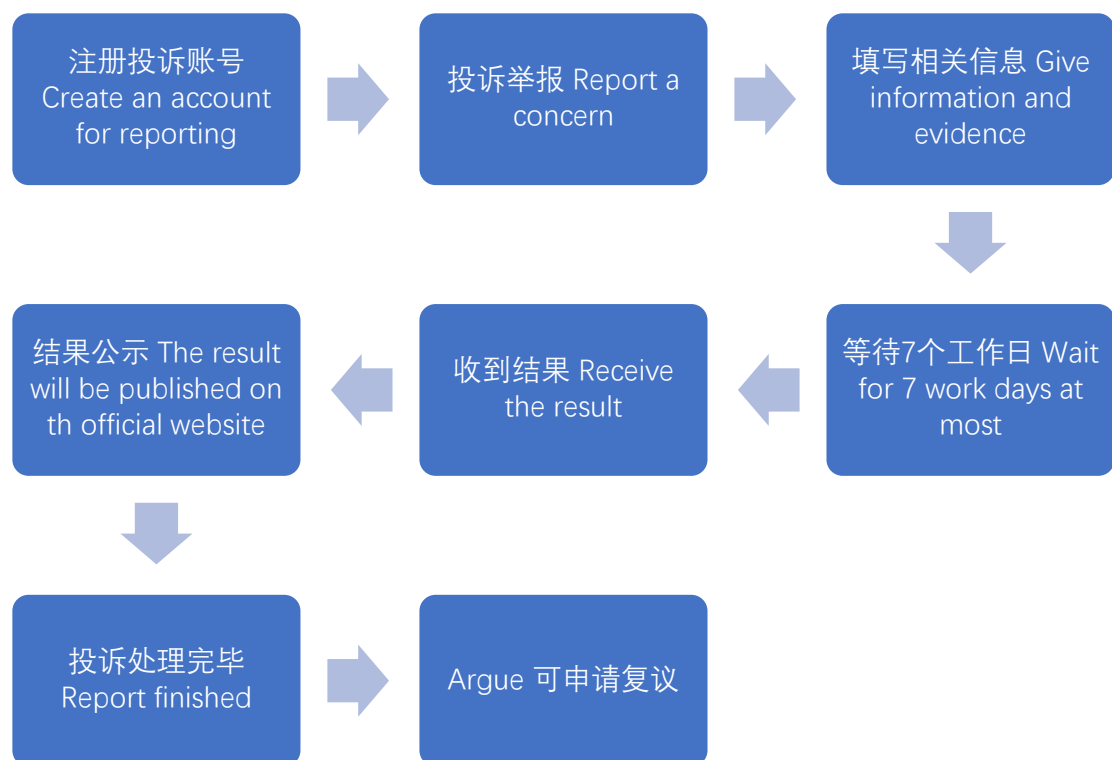 注册投诉账号
Create an account
for reporting
投诉举报 Report a
concern
填写相关信息 Give
information and
evidence
等待7个工作日 Wait
for 7 work days at
most
收到结果 Receive
the result
结果公示 The result
will be published on
th official website
投诉处理完毕
Report finished
Argue 可申请复议